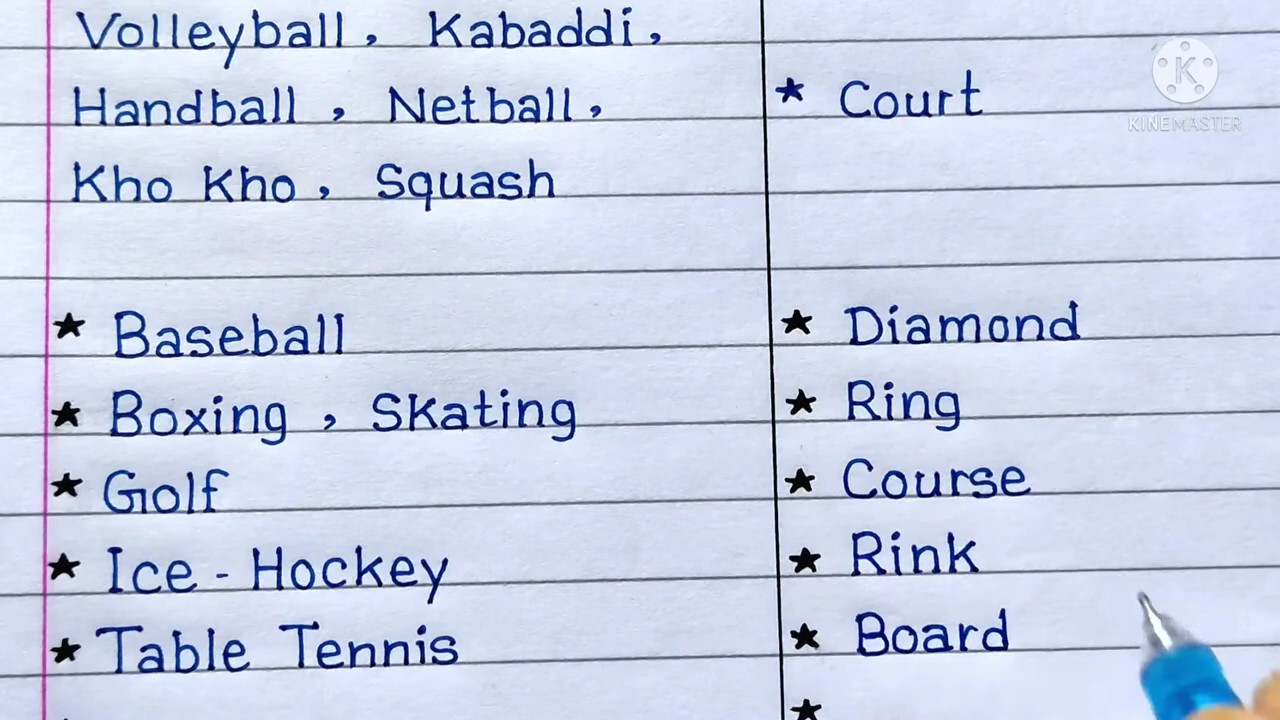 Volleyball, Kabaddi,
Handball, Netball, ★ Court
Kho Kho, Squash
★ Baseball ★ Diamond
★ Boxing, Skating ★ Ring
★ Golf ★ Course
★ Ice - Hockey ★ Rink
★ Table Tennis ★ Board
★
K
KINEMASTER